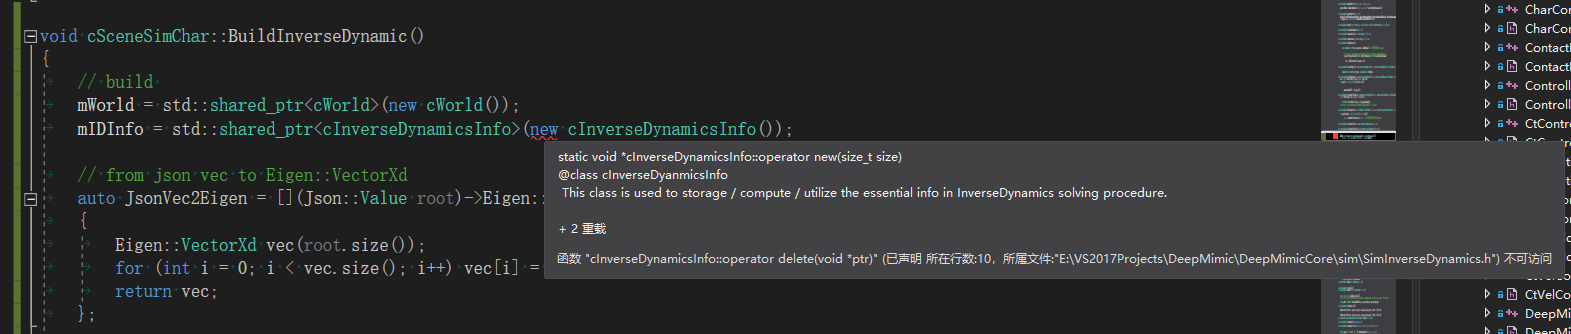 void cSceneSimChar::BuildInverseDynamic()
{
// build
mWorld = std::shared_ptr<cWorld>(new cWorld());
mIDInfo = std::shared_ptr<cInverseDynamicsInfo>(new cInverseDynamicsInfo());
static void *cInverseDynamicsInfo::operator new(size_t size)
@class cInverseDyanmicsInfo
This class is used to storage / compute / utilize the essential info in InverseDynamics solving procedure.
+ 2 重载
函数 "cInverseDynamicsInfo::operator delete(void *ptr)" (已声明 所在行数:10，所属文件:"E:\VS2017Projects\DeepMimic\DeepMimicCore\sim\SimInverseDynamics.h") 不可访问
// from json vec to Eigen::VectorXd
auto JsonVec2Eigen = [](Json::Value root)->Eigen::
{
Eigen::VectorXd vec(root.size());
for (int i = 0; i < vec.size(); i++) vec[i] =
return vec;
};
CharCon
CharCon
Contact
Contact
Controll
Controll
CtContr
CtVelCo
DeepMi